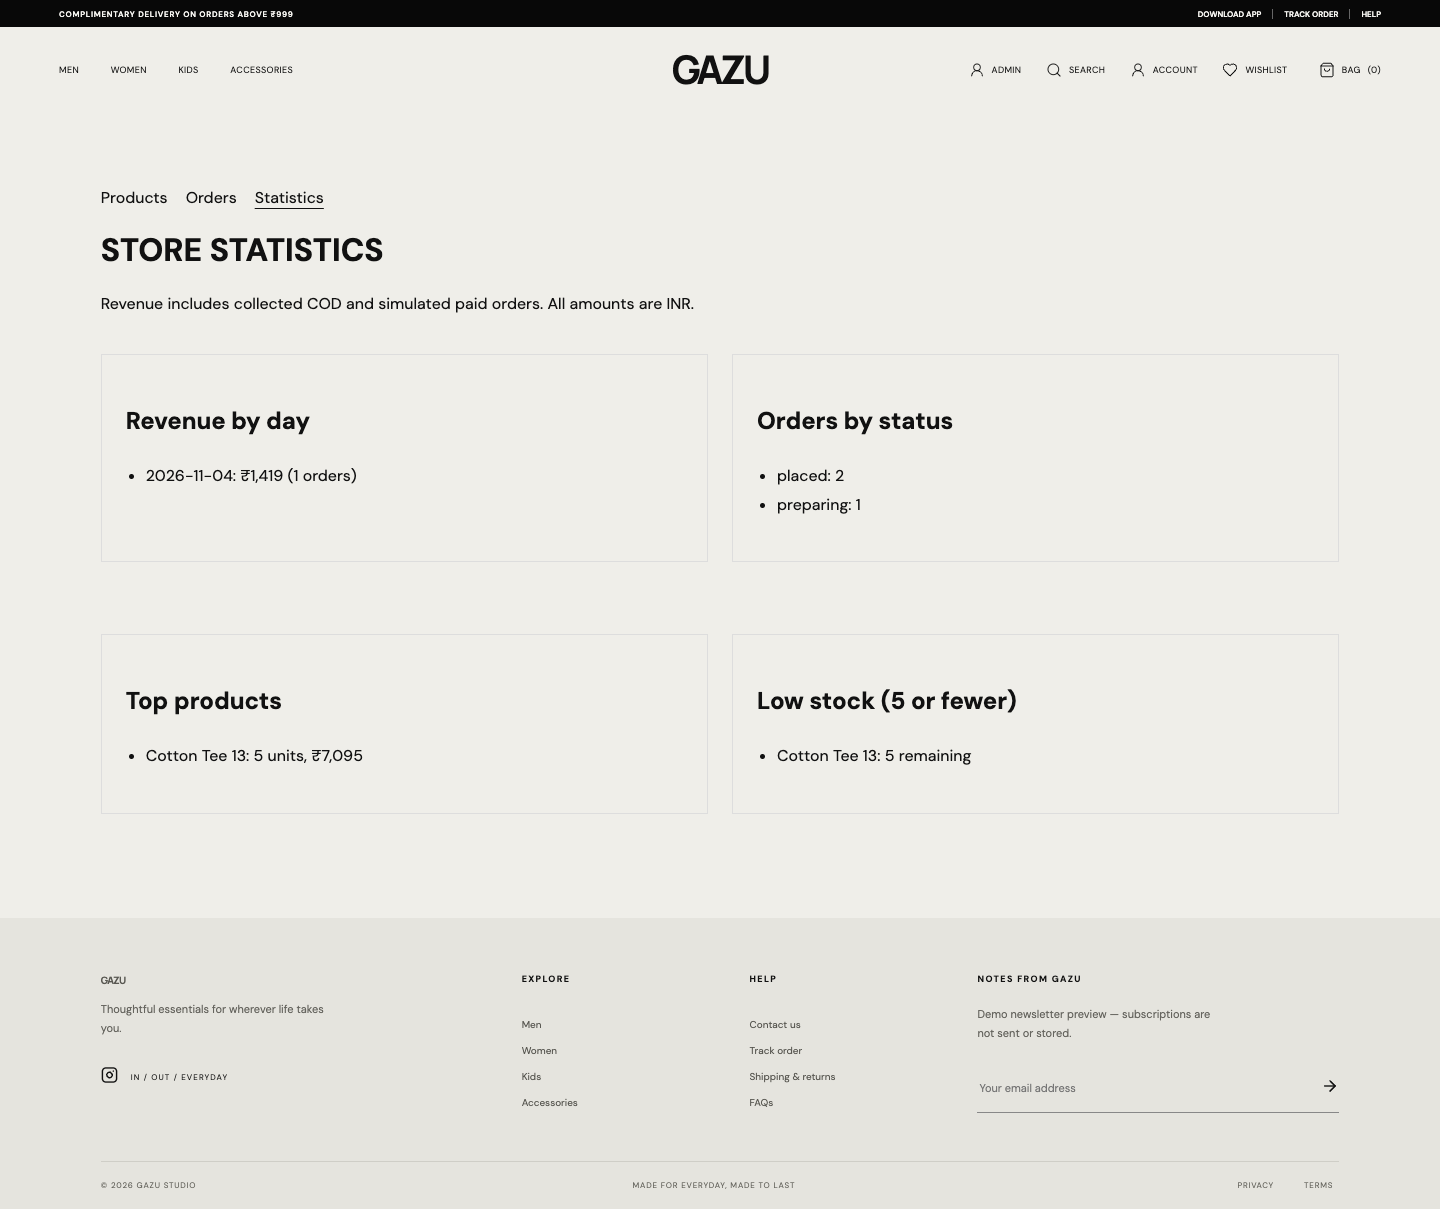 COMPLIMENTARY DELIVERY ON ORDERS ABOVE ₹999
DOWNLOAD APP
TRACK ORDER
HELP
MEN
WOMEN
KIDS
ACCESSORIES
GAZU
ADMIN
SEARCH
ACCOUNT
WISHLIST
BAG (0)
Products
Orders
Statistics
STORE STATISTICS
Revenue includes collected COD and simulated paid orders. All amounts are INR.
Revenue by day
• 2026-11-04: ₹1,419 (1 orders)
Orders by status
• placed: 2
• preparing: 1
Top products
• Cotton Tee 13: 5 units, ₹7,095
Low stock (5 or fewer)
• Cotton Tee 13: 5 remaining
GAZU
Thoughtful essentials for wherever life takes
you.
IN / OUT / EVERYDAY
EXPLORE
Men
Women
Kids
Accessories
HELP
Contact us
Track order
Shipping & returns
FAQs
NOTES FROM GAZU
Demo newsletter preview — subscriptions are
not sent or stored.
Your email address
© 2026 GAZU STUDIO
MADE FOR EVERYDAY, MADE TO LAST
PRIVACY
TERMS